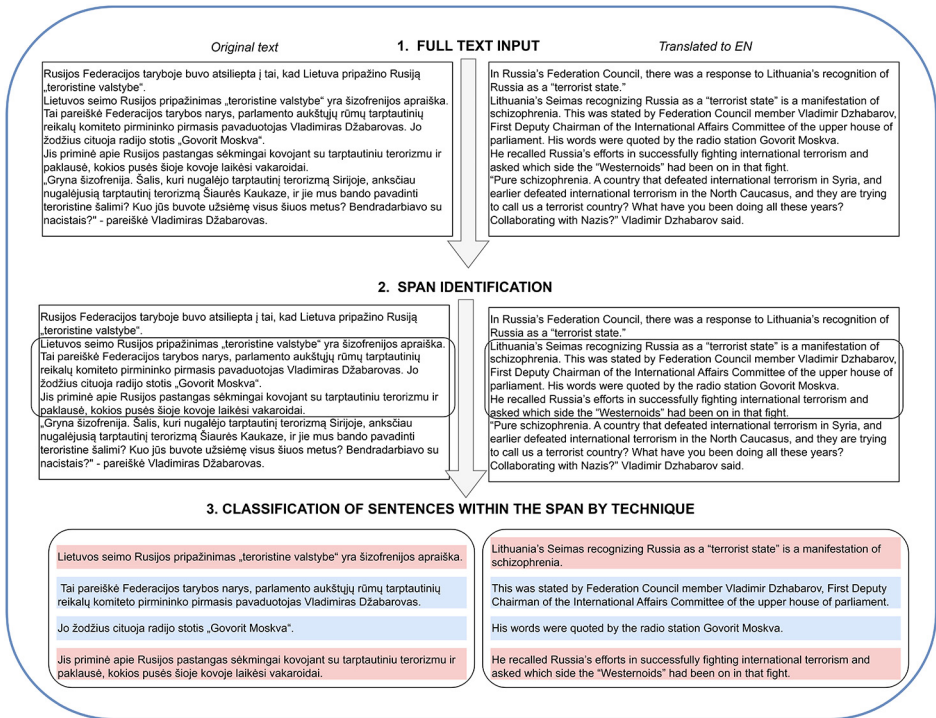 Original text
1. FULL TEXT INPUT
Translated to EN
Rusijos Federacijos taryboje buvo atsiliepta į tai, kad Lietuva pripažino Rusiją
„teroristine valstybe“.
Lietuvos seimo Rusijos pripažinimas „teroristine valstybe“ yra šizofrenijos apraiška.
Tai pareiškė Federacijos tarybos narys, parlamento aukštųjų rūmų tarptautinių
reikalų komiteto pirmininko pirmasis pavaduotojas Vladimiras Džabarovas. Jo
žodžius cituoja radijo stotis „Govorit Moskva“.
Jis priminė apie Rusijos pastangas sėkmingai kovojant su tarptautiniu terorizmu ir
paklausė, kokios pusės šioje kovoje laikėsi vakaroidai.
„Gryna šizofrenija. Šalis, kuri nugalėjo tarptautinį terorizmą Sirijoje, anksčiau
nugalėjusią tarptautinį terorizmą Šiaurės Kaukaze, ir jie mus bando pavadinti
teroristine šalimi? Kuo jūs buvote užsiėmę visus šiuos metus? Bendradarbiavo su
nacistais?" - pareiškė Vladimiras Džabarovas.
In Russia's Federation Council, there was a response to Lithuania's recognition of
Russia as a “terrorist state.”
Lithuania's Seimas recognizing Russia as a “terrorist state” is a manifestation of
schizophrenia. This was stated by Federation Council member Vladimir Dzhabarov,
First Deputy Chairman of the International Affairs Committee of the upper house of
parliament. His words were quoted by the radio station Govorit Moskva.
He recalled Russia's efforts in successfully fighting international terrorism and
asked which side the “Westernoids” had been on in that fight.
“Pure schizophrenia. A country that defeated international terrorism in Syria, and
earlier defeated international terrorism in the North Caucasus, and they are trying
to call us a terrorist country? What have you been doing all these years?
Collaborating with Nazis?” Vladimir Dzhabarov said.
2. SPAN IDENTIFICATION
Rusijos Federacijos taryboje buvo atsiliepta į tai, kad Lietuva pripažino Rusiją
„teroristine valstybe“.
Lietuvos seimo Rusijos pripažinimas „teroristine valstybe“ yra šizofrenijos apraiška.
Tai pareiškė Federacijos tarybos narys, parlamento aukštųjų rūmų tarptautinių
reikalų komiteto pirmininko pirmasis pavaduotojas Vladimiras Džabarovas. Jo
žodžius cituoja radijo stotis „Govorit Moskva“.
Jis priminė apie Rusijos pastangas sėkmingai kovojant su tarptautiniu terorizmu ir
paklausė, kokios pusės šioje kovoje laikėsi vakaroidai.
„Gryna šizofrenija. Šalis, kuri nugalėjo tarptautinį terorizmą Sirijoje, anksčiau
nugalėjusią tarptautinį terorizmą Šiaurės Kaukaze, ir jie mus bando pavadinti
teroristine šalimi? Kuo jūs buvote užsiėmę visus šiuos metus? Bendradarbiavo su
nacistais?" - pareiškė Vladimiras Džabarovas.
In Russia's Federation Council, there was a response to Lithuania's recognition of
Russia as a “terrorist state.”
Lithuania's Seimas recognizing Russia as a “terrorist state” is a manifestation of
schizophrenia. This was stated by Federation Council member Vladimir Dzhabarov,
First Deputy Chairman of the International Affairs Committee of the upper house of
parliament. His words were quoted by the radio station Govorit Moskva.
He recalled Russia's efforts in successfully fighting international terrorism and
asked which side the “Westernoids” had been on in that fight.
“Pure schizophrenia. A country that defeated international terrorism in Syria, and
earlier defeated international terrorism in the North Caucasus, and they are trying
to call us a terrorist country? What have you been doing all these years?
Collaborating with Nazis?” Vladimir Dzhabarov said.
3. CLASSIFICATION OF SENTENCES WITHIN THE SPAN BY TECHNIQUE
Lietuvos seimo Rusijos pripažinimas „teroristine valstybe“ yra šizofrenijos apraiška.
Tai pareiškė Federacijos tarybos narys, parlamento aukštųjų rūmų tarptautinių
reikalų komiteto pirmininko pirmasis pavaduotojas Vladimiras Džabarovas.
Jo žodžius cituoja radijo stotis „Govorit Moskva“.
Jis priminė apie Rusijos pastangas sėkmingai kovojant su tarptautiniu terorizmu ir
paklausė, kokios pusės šioje kovoje laikėsi vakaroidai.
Lithuania's Seimas recognizing Russia as a “terrorist state” is a manifestation of
schizophrenia.
This was stated by Federation Council member Vladimir Dzhabarov, First Deputy
Chairman of the International Affairs Committee of the upper house of parliament.
His words were quoted by the radio station Govorit Moskva.
He recalled Russia's efforts in successfully fighting international terrorism and
asked which side the “Westernoids” had been on in that fight.